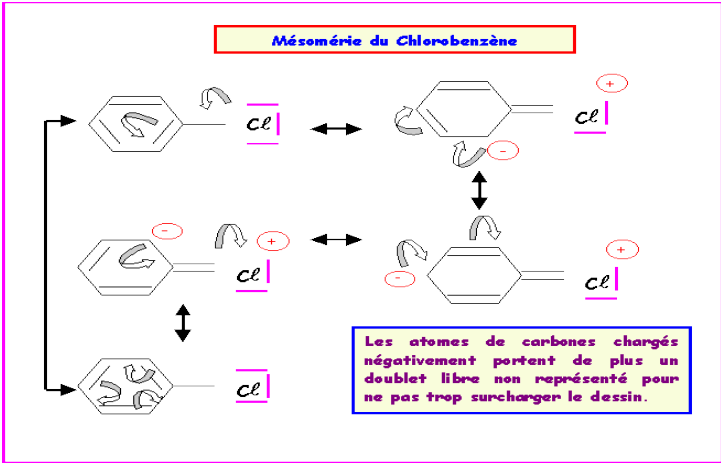 Mésomérie du Chlorobenzène
Cℓ
+
Cℓ
-
-
+
Cℓ
-
+
Cℓ
Les atomes de carbones chargés
négativement portent de plus un
doublet libre non représenté pour
ne pas trop surcharger le dessin.
Cℓ